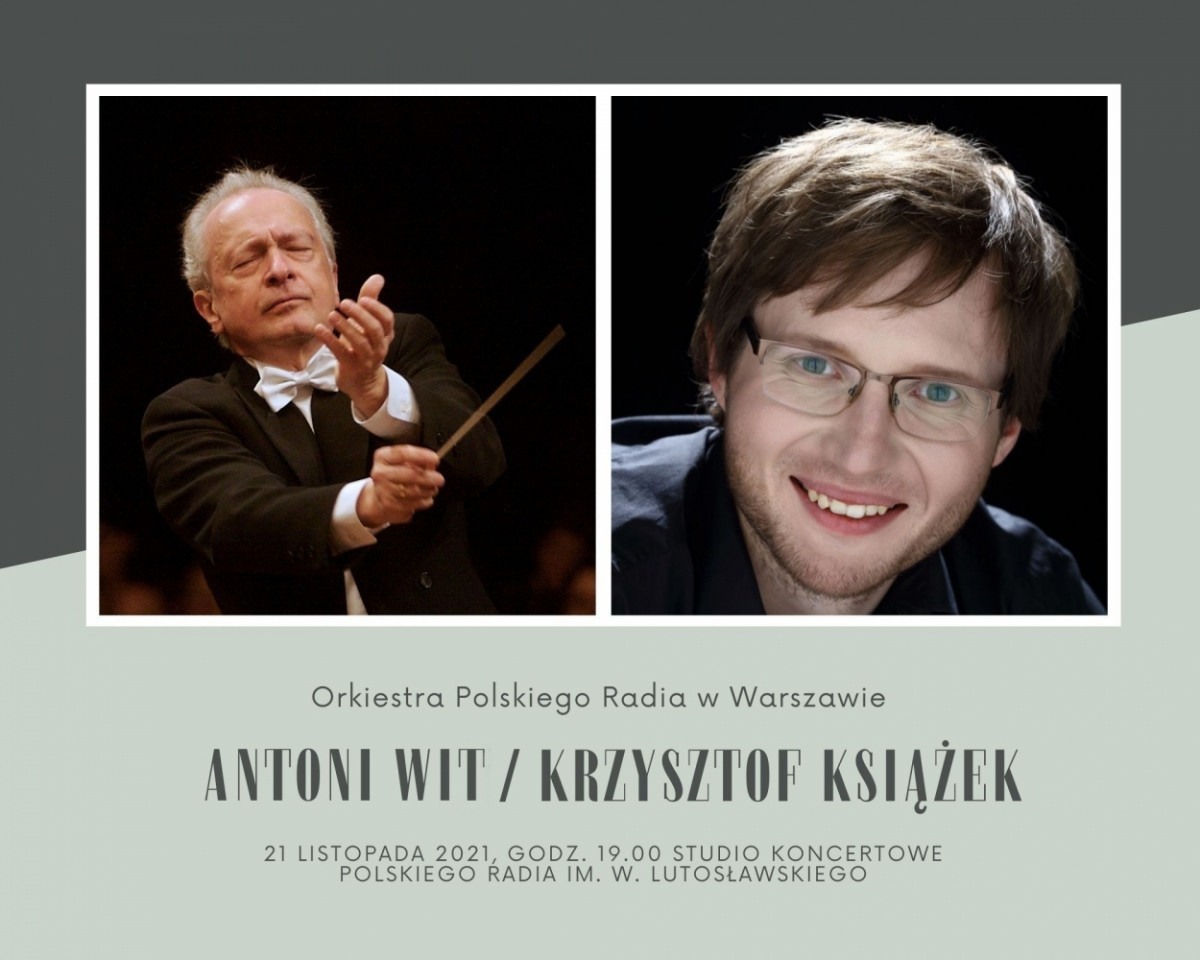 Orkiestra Polskiego Radia w Warszawie
ANTONI WIT / KRZYSZTOF KSIĄŻEK
21 LISTOPADA 2021, GODZ. 19.00 STUDIO KONCERTOWE
POLSKIEGO RADIA IM. W. LUTOSŁAWSKIEGO